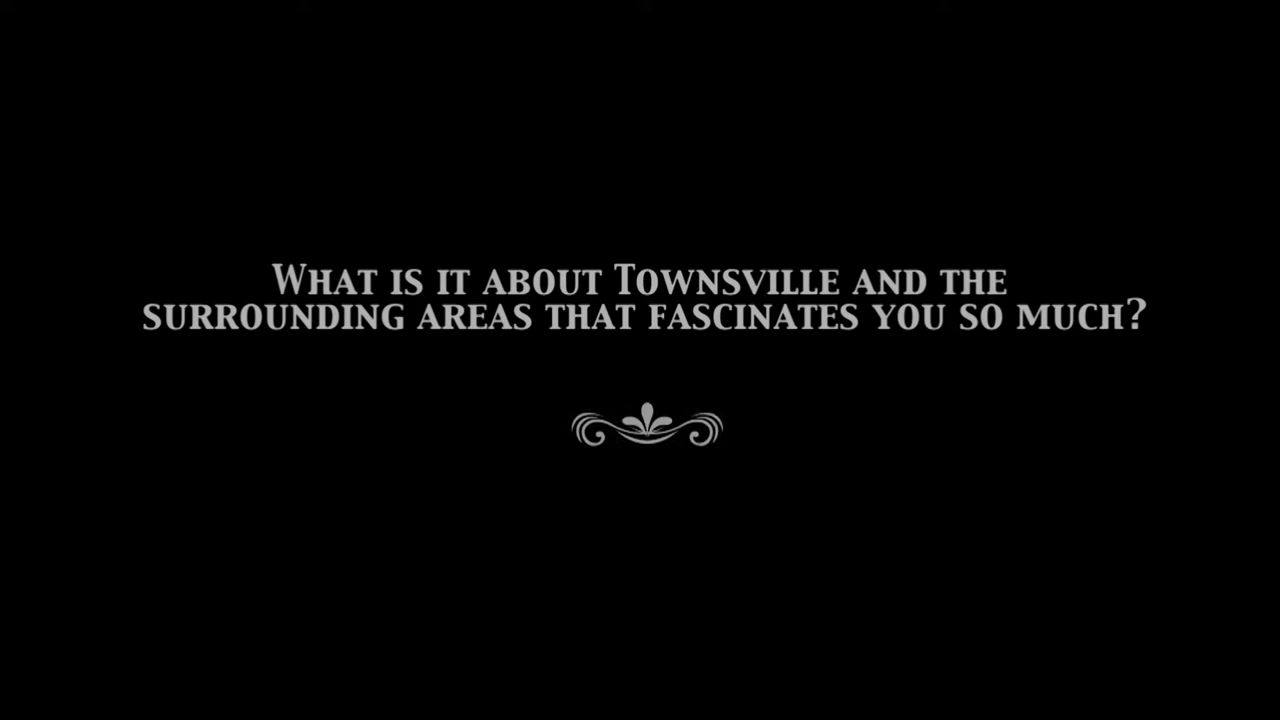 What is it about Townsville and the
surrounding areas that fascinates you so much?